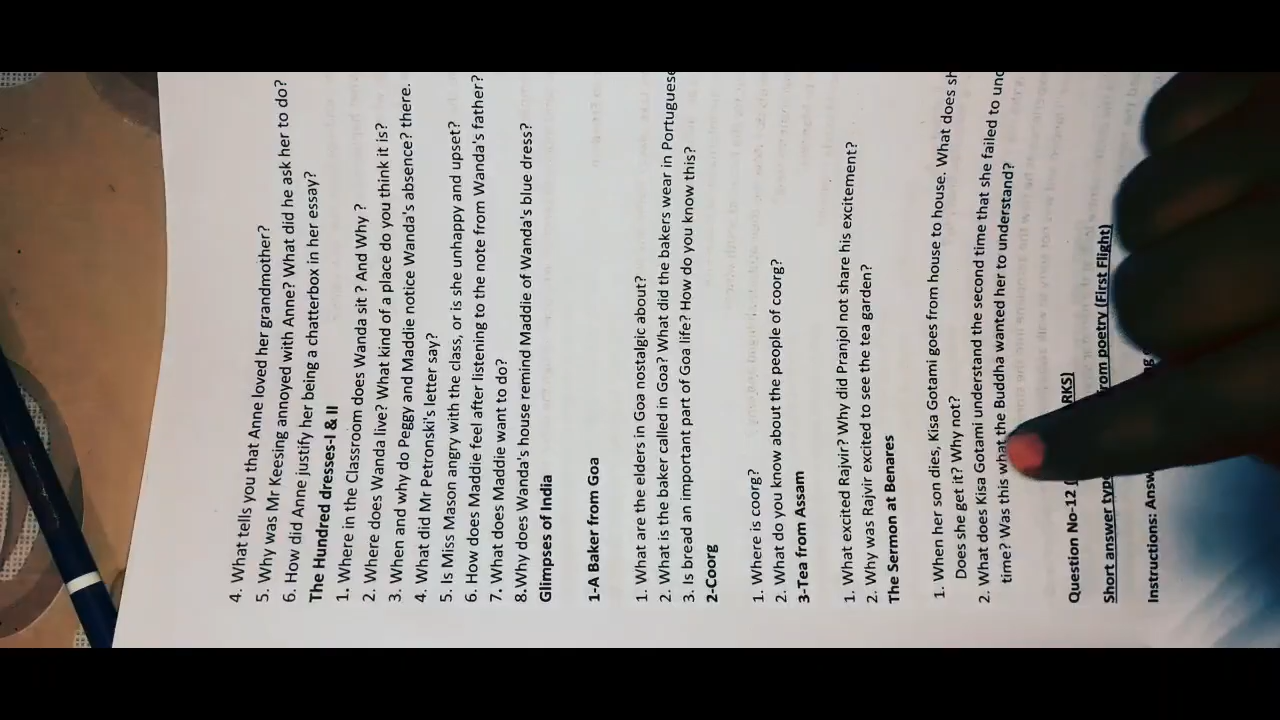 4. What tells you that Anne loved her grandmother?
5. Why was Mr Keesing annoyed with Anne? What did he ask her to do?
6. How did Anne justify her being a chatterbox in her essay?
The Hundred dresses-I & II
1. Where in the Classroom does Wanda sit ? And Why ?
2. Where does Wanda live? What kind of a place do you think it is?
3. When and why do Peggy and Maddie notice Wanda's absence? there.
4. What did Mr Petronski's letter say?
5. Is Miss Mason angry with the class, or is she unhappy and upset?
6. How does Maddie feel after listening to the note from Wanda's father?
7. What does Maddie want to do?
8.Why does Wanda's house remind Maddie of Wanda's blue dress?
Glimpses of India
1-A Baker from Goa
1. What are the elders in Goa nostalgic about?
2. What is the baker called in Goa? What did the bakers wear in Portuguese
3. Is bread an important part of Goa life? How do you know this?
2-Coorg
1. Where is coorg?
2. What do you know about the people of coorg?
3-Tea from Assam
1. What excited Rajvir? Why did Pranjol not share his excitement?
2. Why was Rajvir excited to see the tea garden?
The Sermon at Benares
1. When her son dies, Kisa Gotami goes from house to house. What does
Does she get it? Why not?
2. What does Kisa Gotami understand the second time that she failed to
time? Was this what the Buddha wanted her to understand?
Question No-12
Short answer poetry (First Flight)
Instructions: